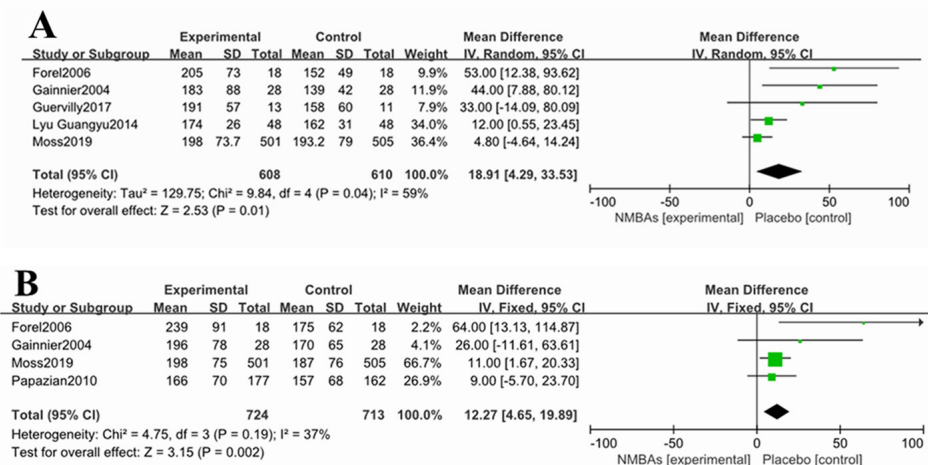 A
Experimental Control Mean Difference Mean Difference
Study or Subgroup Mean SD Total Mean SD Total Weight IV, Random, 95% CI IV, Random, 95% CI
Forel2006 205 73 18 152 49 18 9.9% 53.00 [12.38, 93.62]
Gainnier2004 183 88 28 139 42 28 11.9% 44.00 [7.88, 80.12]
Guervilly2017 191 57 13 158 60 11 7.9% 33.00 [-14.09, 80.09]
Lyu Guangyu2014 174 26 48 162 31 48 34.0% 12.00 [0.55, 23.45]
Moss2019 198 73.7 501 193.2 79 505 36.4% 4.80 [-4.64, 14.24]
Total (95% CI) 608 610 100.0% 18.91 [4.29, 33.53]
Heterogeneity: Tau² = 129.75; Chi² = 9.84, df = 4 (P = 0.04); I² = 59%
Test for overall effect: Z = 2.53 (P = 0.01)
-100 -50 0 50 100
NMBAs [experimental] Placebo [control]
B
Experimental Control Mean Difference Mean Difference
Study or Subgroup Mean SD Total Mean SD Total Weight IV, Fixed, 95% CI IV, Fixed, 95% CI
Forel2006 239 91 18 175 62 18 2.2% 64.00 [13.13, 114.87]
Gainnier2004 196 78 28 170 65 28 4.1% 26.00 [-11.61, 63.61]
Moss2019 198 75 501 187 76 505 66.7% 11.00 [1.67, 20.33]
Papazian2010 166 70 177 157 68 162 26.9% 9.00 [-5.70, 23.70]
Total (95% CI) 724 713 100.0% 12.27 [4.65, 19.89]
Heterogeneity: Chi² = 4.75, df = 3 (P = 0.19); I² = 37%
Test for overall effect: Z = 3.15 (P = 0.002)
-100 -50 0 50 100
NMBAs [experimental] Placebo [control]